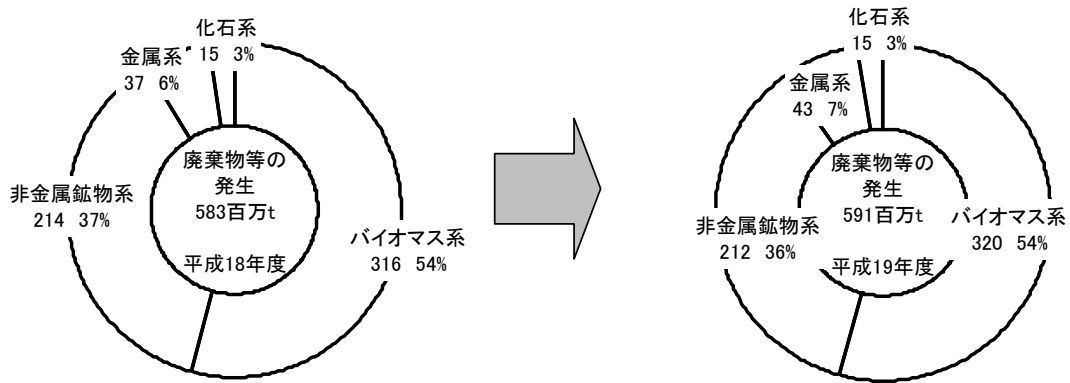 化石系
15 3%
金属系
37 6%
廃棄物等の
発生
583百万t
平成18年度
非金属鉱物系
214 37%
バイオマス系
316 54%
化石系
15 3%
金属系
43 7%
廃棄物等の
発生
591百万t
平成19年度
非金属鉱物系
212 36%
バイオマス系
320 54%